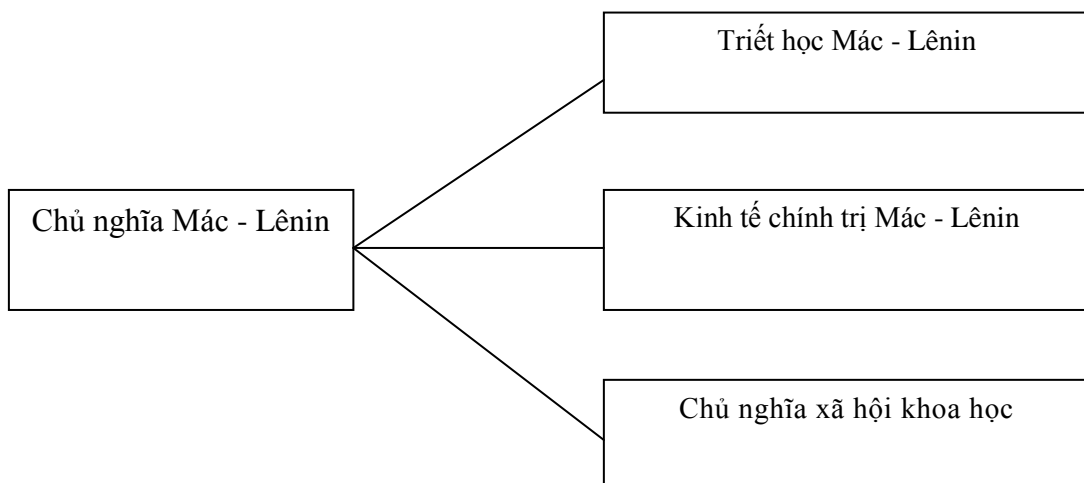 Triết học Mác - Lênin
Chủ nghĩa Mác - Lênin
Kinh tế chính trị Mác - Lênin
Chủ nghĩa xã hội khoa học